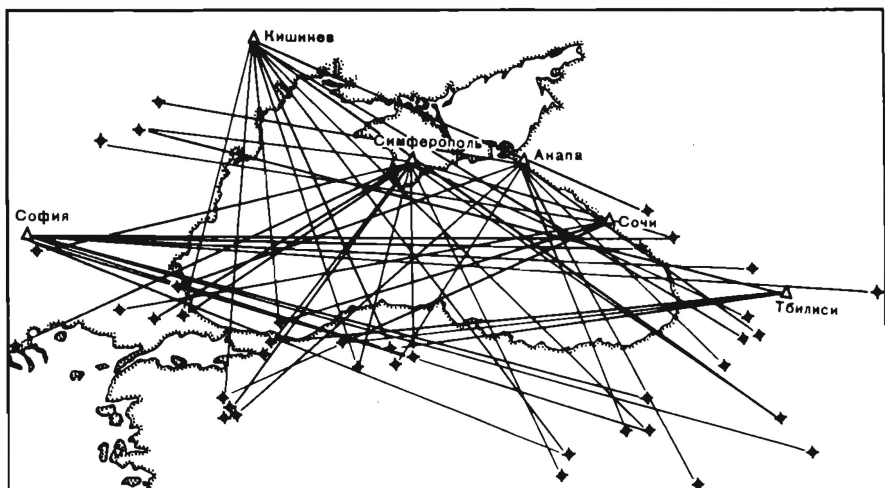 Кишинев
Симферополь
Анапа
София
Сочи
Тбилиси